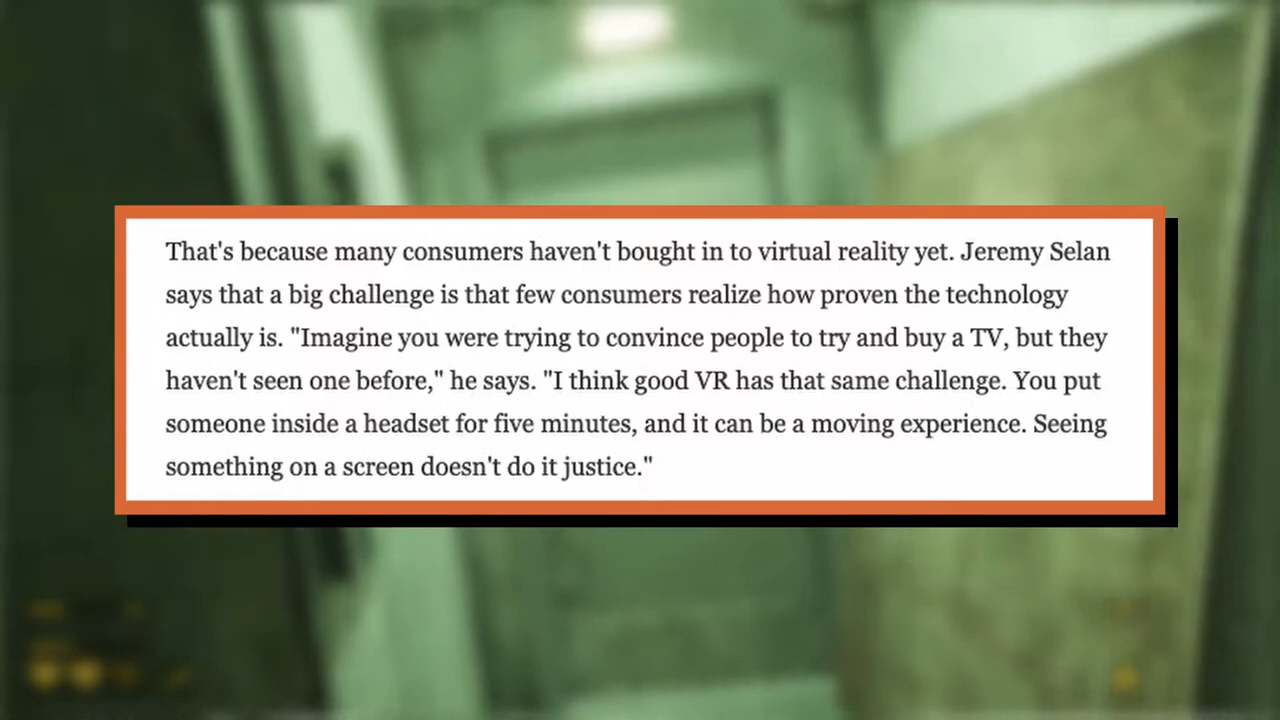 That's because many consumers haven't bought in to virtual reality yet. Jeremy Selan
says that a big challenge is that few consumers realize how proven the technology
actually is. "Imagine you were trying to convince people to try and buy a TV, but they
haven't seen one before," he says. "I think good VR has that same challenge. You put
someone inside a headset for five minutes, and it can be a moving experience. Seeing
something on a screen doesn't do it justice."